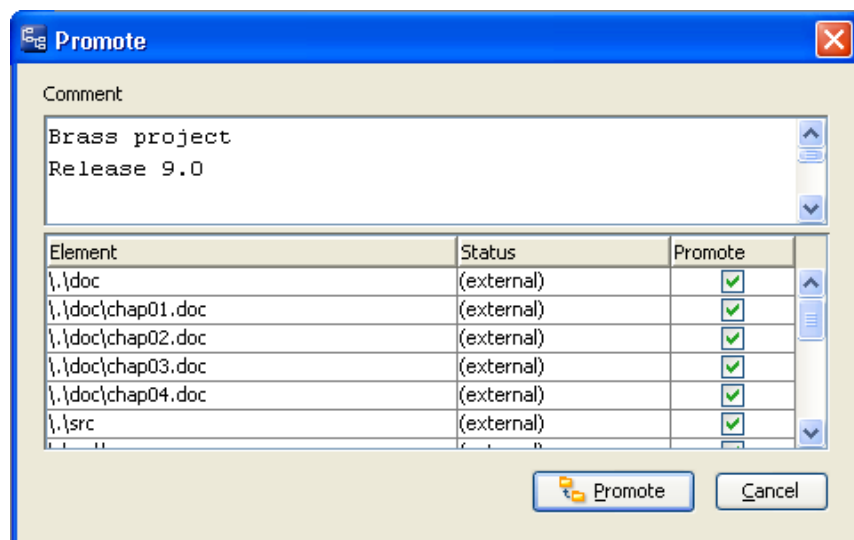 Promote
Comment
Brass project
Release 9.0
Element Status Promote
\.\doc (external)
\.\doc\chap01.doc (external)
\.\doc\chap02.doc (external)
\.\doc\chap03.doc (external)
\.\doc\chap04.doc (external)
\.\src (external)
Promote Cancel